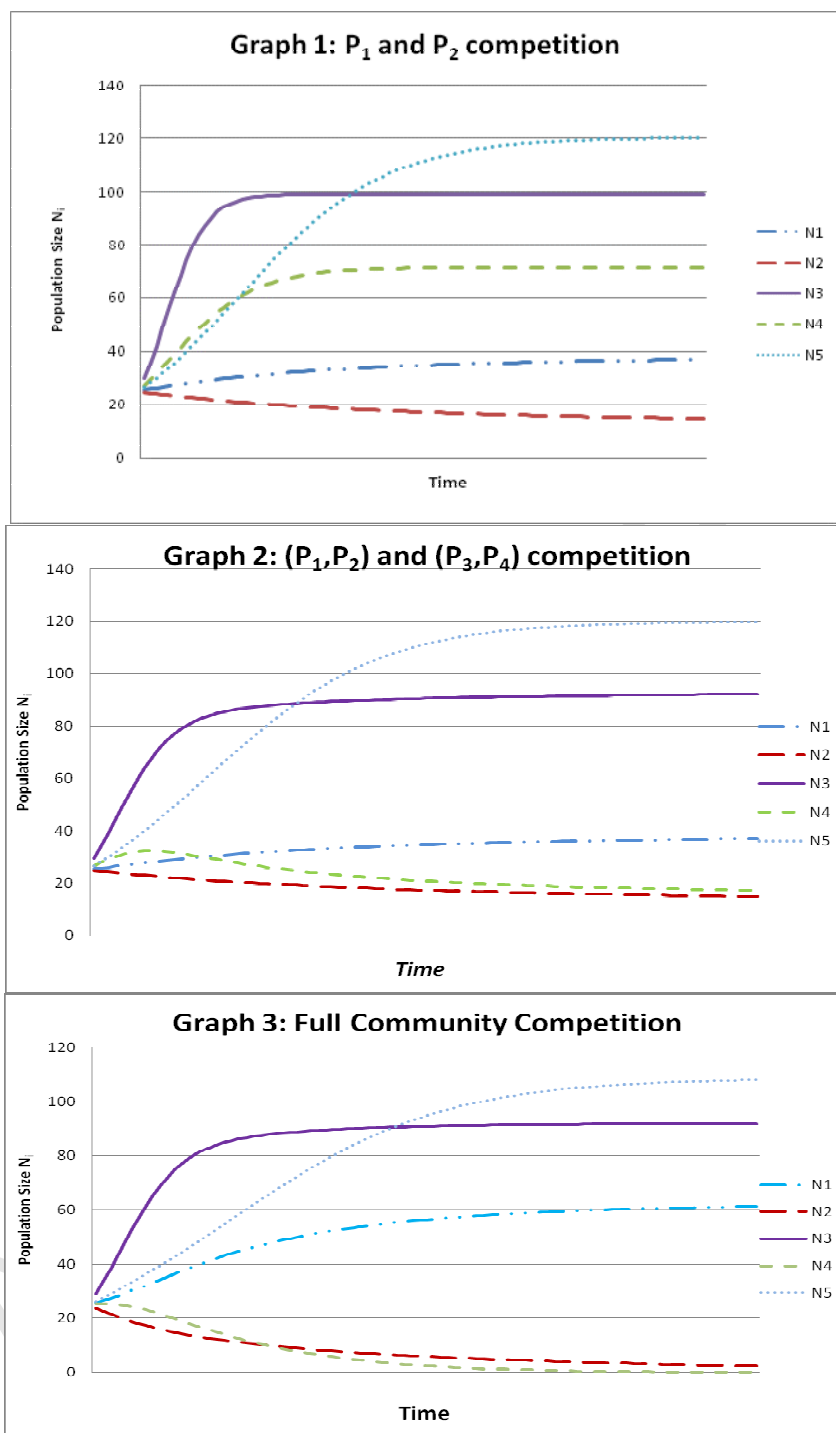 Graph 1: P₁ and P₂ competition
Population Size Nᵢ
140
120
100
80
60
40
20
0
Time
N1
N2
N3
N4
N5
Graph 2: (P₁,P₂) and (P₃,P₄) competition
Population Size Nᵢ
140
120
100
80
60
40
20
0
Time
N1
N2
N3
N4
N5
Graph 3: Full Community Competition
Population Size Nᵢ
120
100
80
60
40
20
0
Time
N1
N2
N3
N4
N5